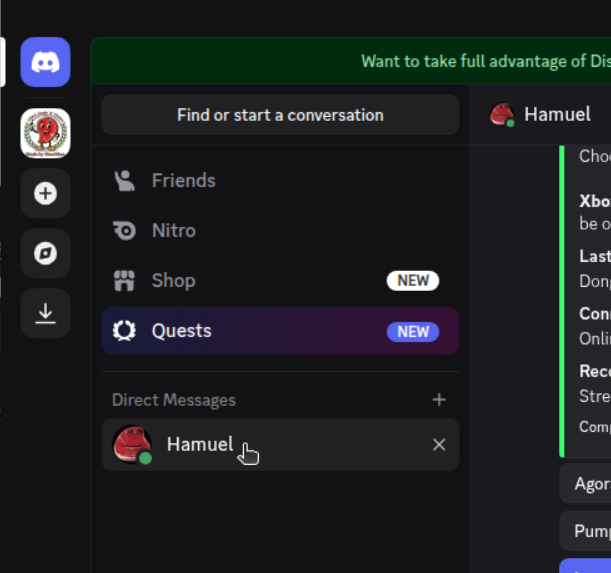 Want to take full advantage of Dis
Find or start a conversation
Hamuel
Friends
Nitro
Shop NEW
Quests NEW
Direct Messages
Hamuel
Choo
Xbo
be o
Last
Dong
Conn
Onli
Reco
Stre
Comp
Agor
Pump